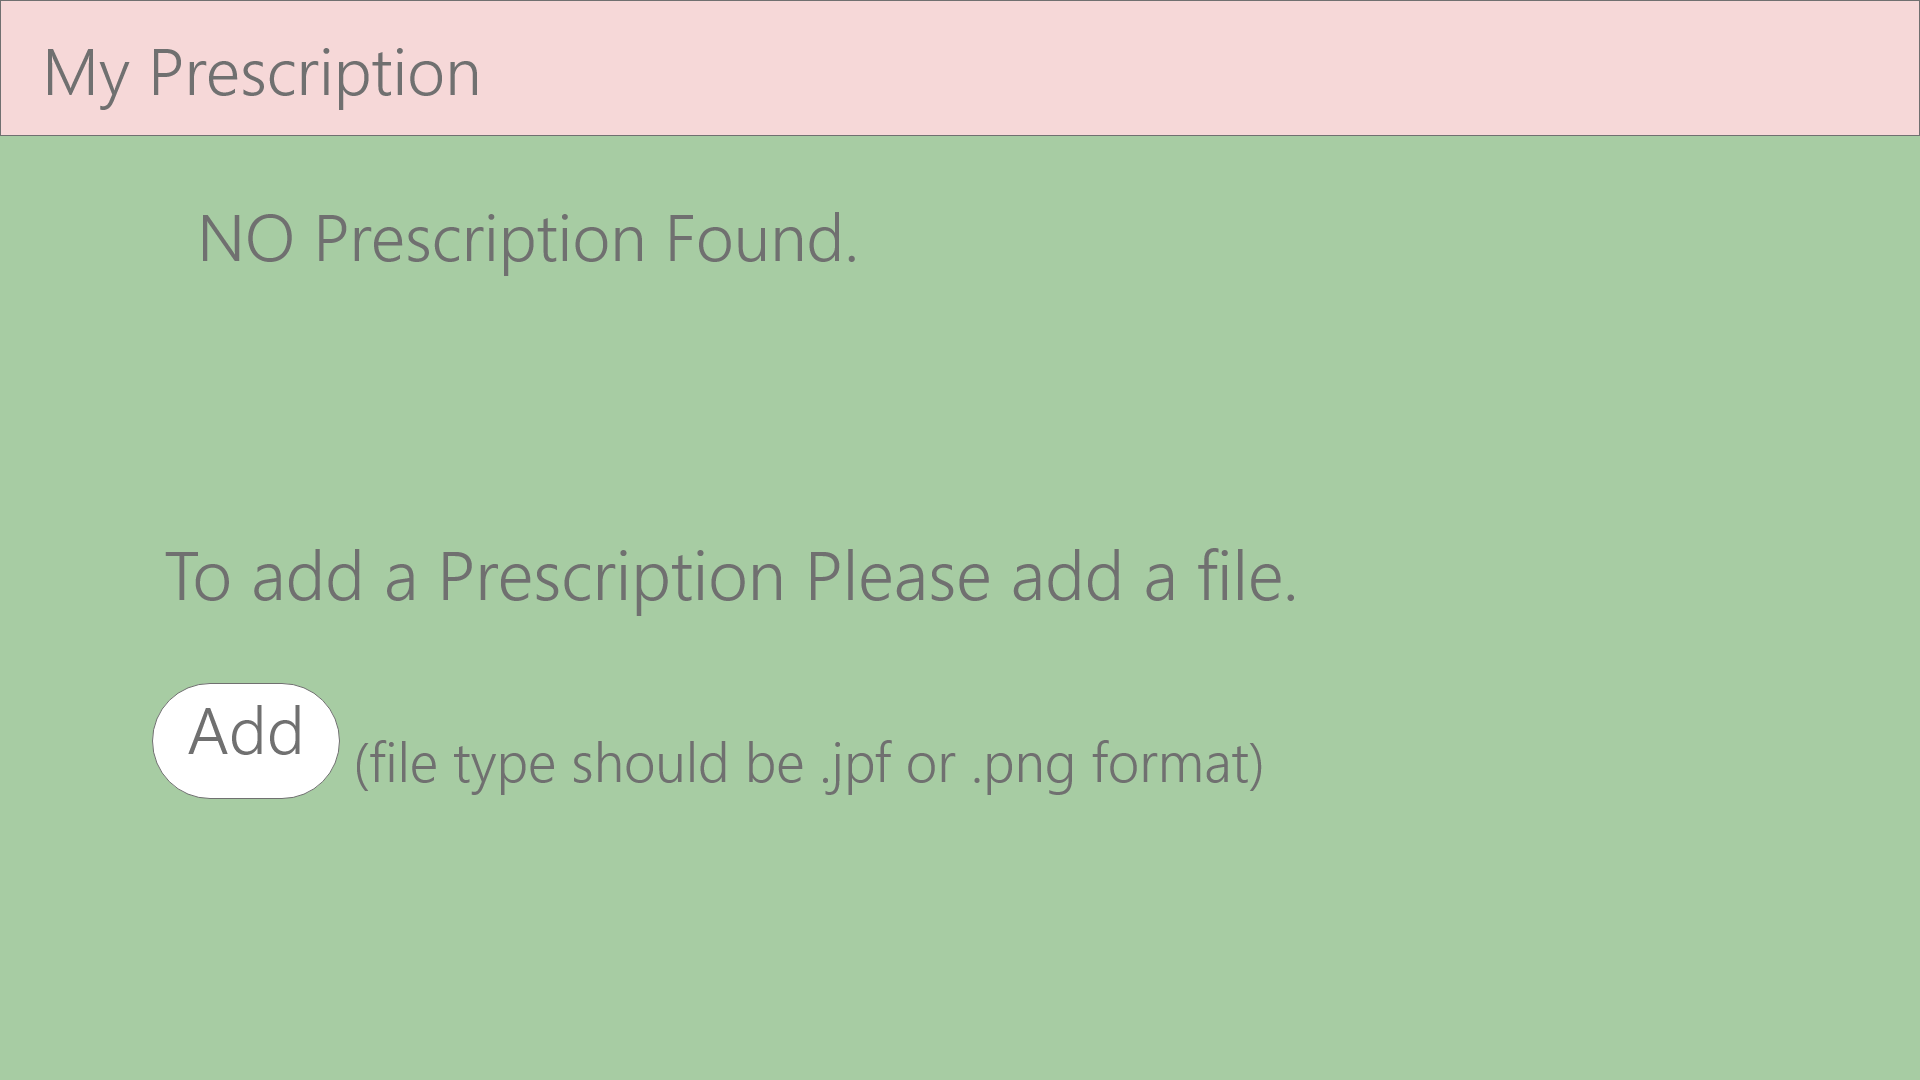 My Prescription
NO Prescription Found.
To add a Prescription Please add a file.
Add
(file type should be .jpf or .png format)